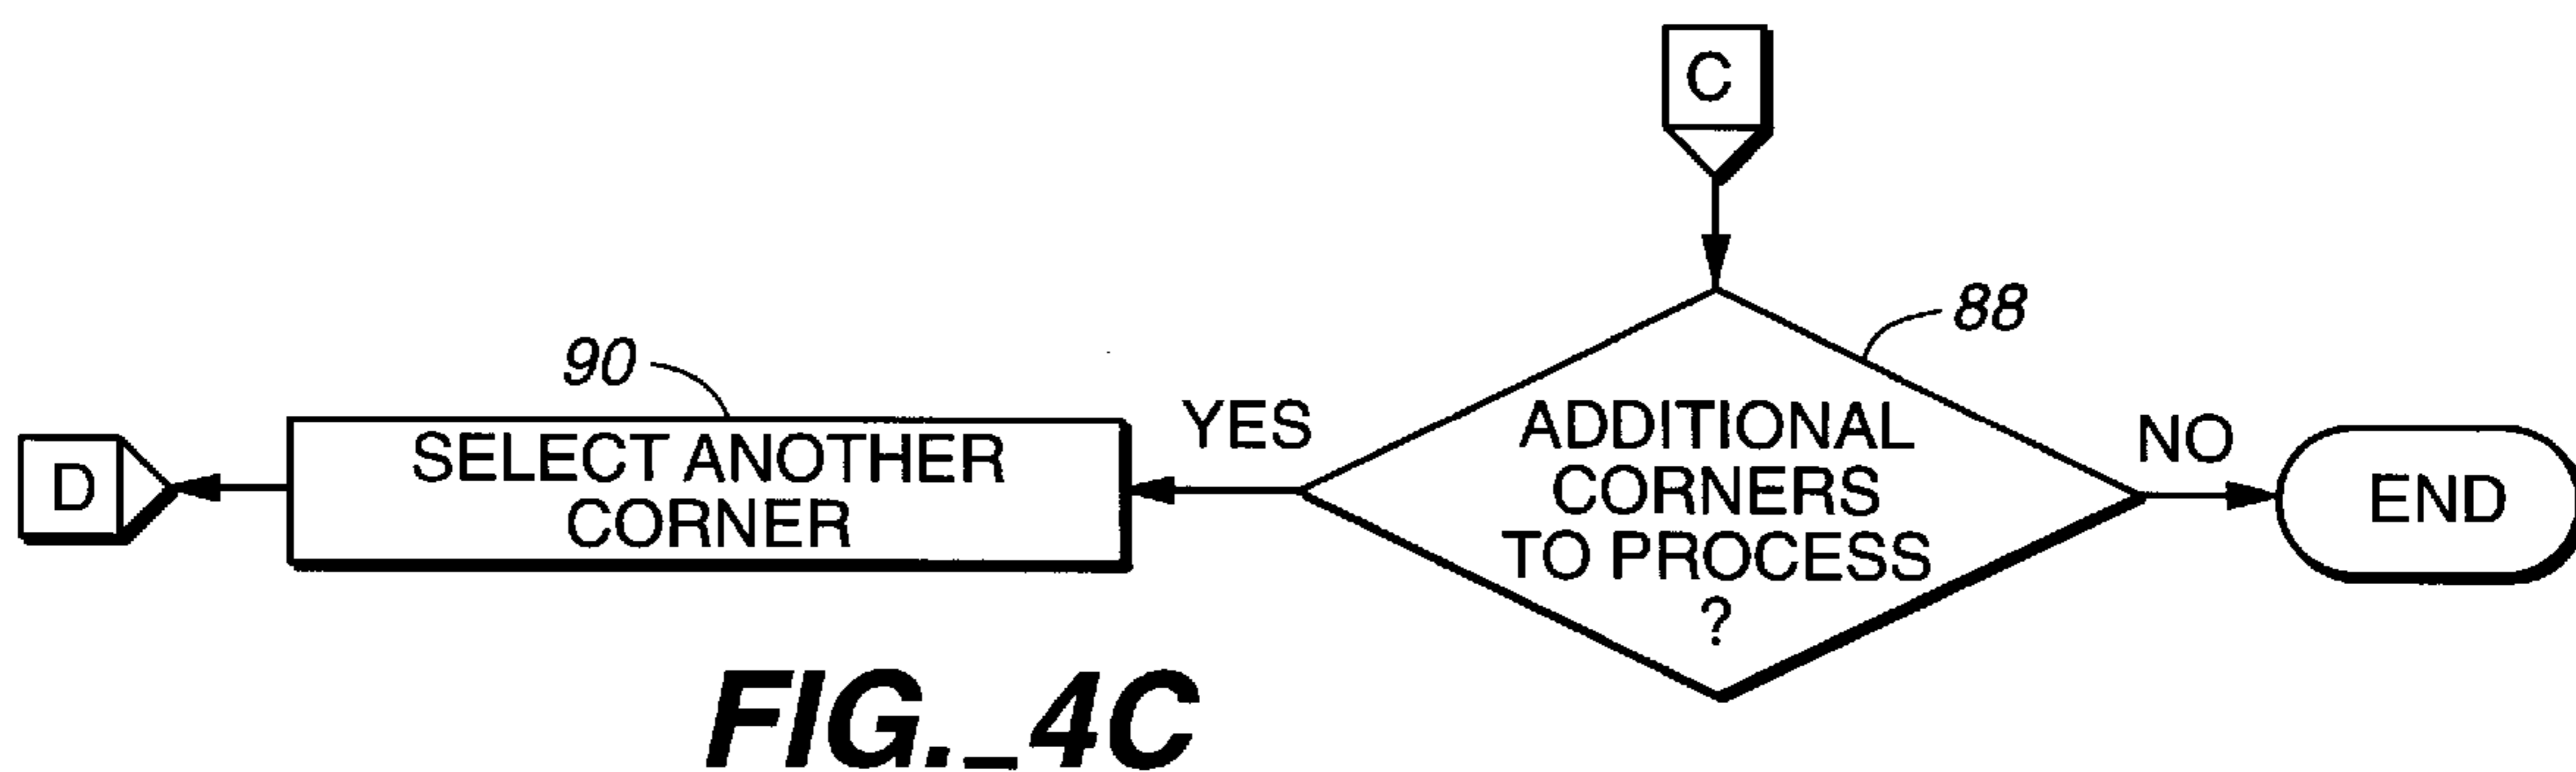 C
88
90
YES
ADDITIONAL
CORNERS
TO PROCESS
?
NO
END
SELECT ANOTHER
CORNER
D
FIG._4C